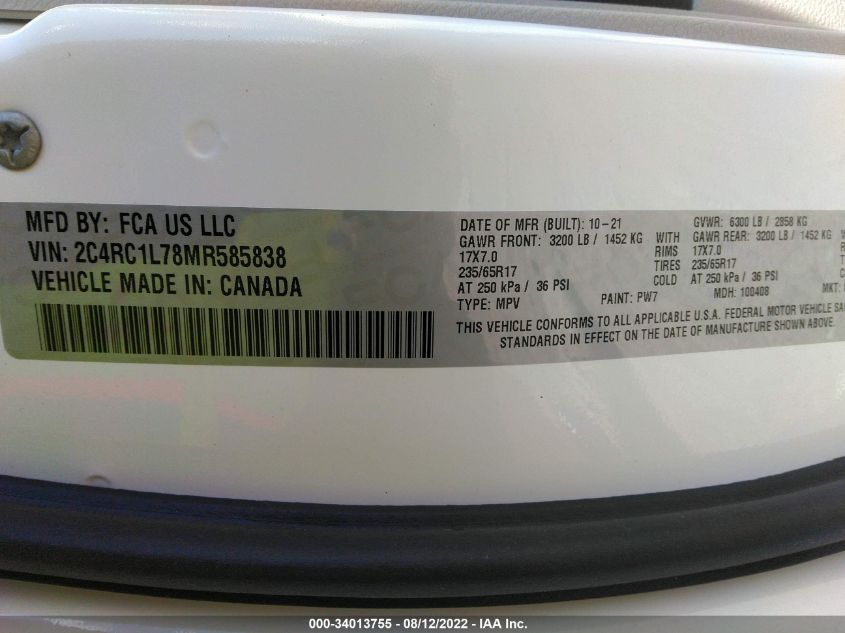 MFD BY: FCA US LLC
VIN: 2C4RC1L78MR585838
VEHICLE MADE IN: CANADA
DATE OF MFR (BUILT): 10-21 GVWR: 6300 LB / 2858 KG
GAWR FRONT: 3200 LB / 1452 KG WITH GAWR REAR: 3200 LB / 1452 KG
17X7.0 RIMS 17X7.0
235/65R17 TIRES 235/65R17
AT 250 kPa / 36 PSI COLD AT 250 kPa / 36 PSI
TYPE: MPV PAINT: PW7 MDH: 100408 MKT:
THIS VEHICLE CONFORMS TO ALL APPLICABLE U.S.A. FEDERAL MOTOR VEHICLE
STANDARDS IN EFFECT ON THE DATE OF MANUFACTURE SHOWN ABOVE.
000-34013755 - 08/12/2022 - IAA Inc.